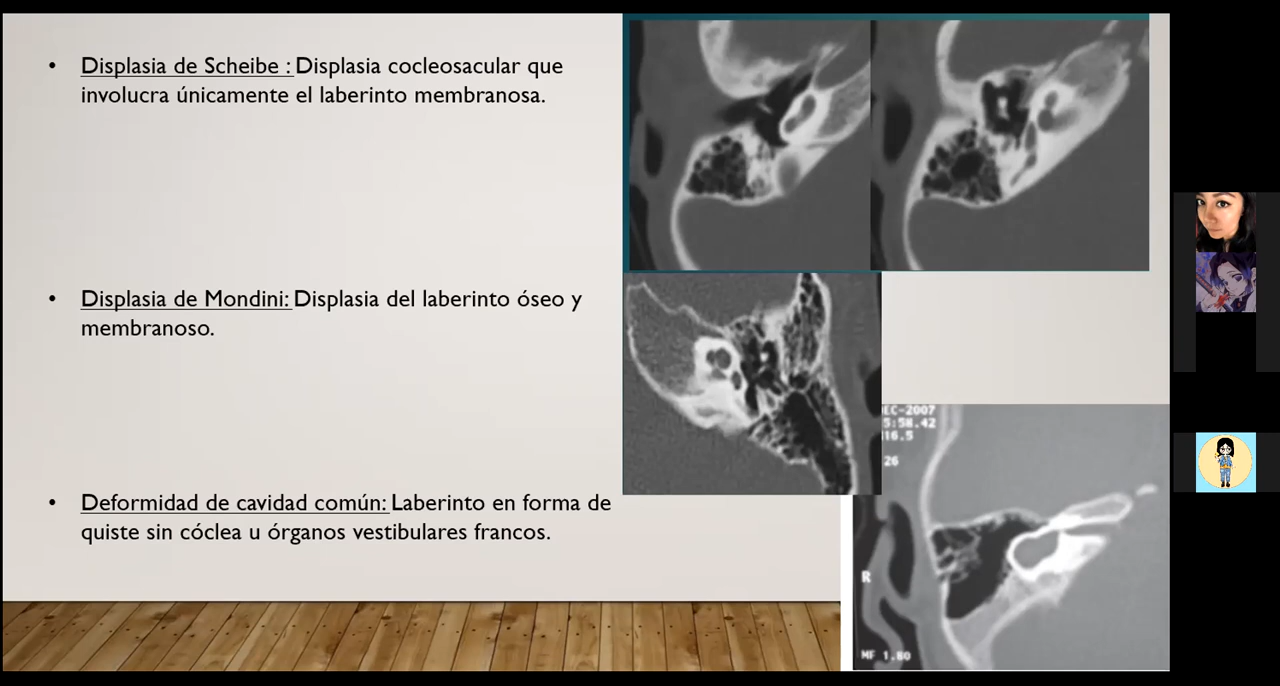 • Displasia de Scheibe : Displasia cocleosacular que
involucra únicamente el laberinto membranosa.
• Displasia de Mondini: Displasia del laberinto óseo y
membranoso.
• Deformidad de cavidad común: Laberinto en forma de
quiste sin cóclea u órganos vestibulares francos.
EC-2007
5:58.42
116.5
26
R
MF 1.80